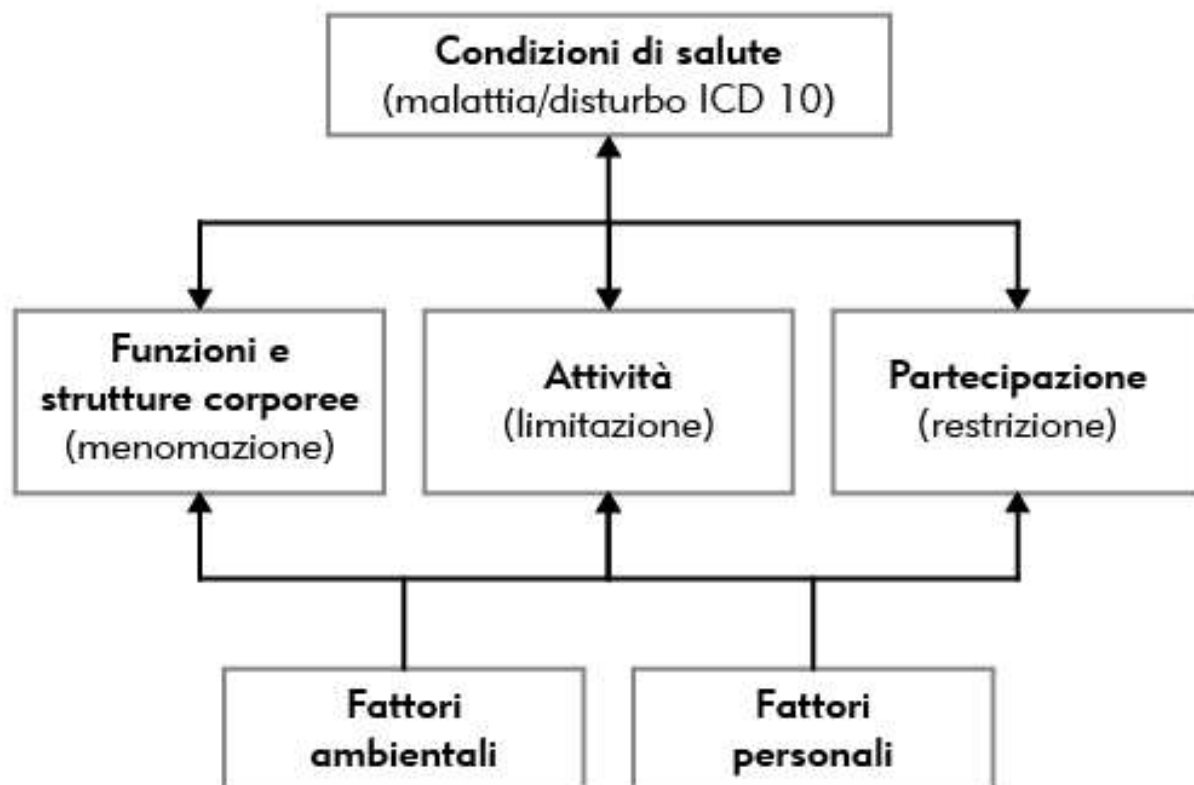 Condizioni di salute
(malattia/disturbo ICD 10)
Funzioni e
strutture corporee
(menomazione)
Attività
(limitazione)
Partecipazione
(restrizione)
Fattori
ambientali
Fattori
personali